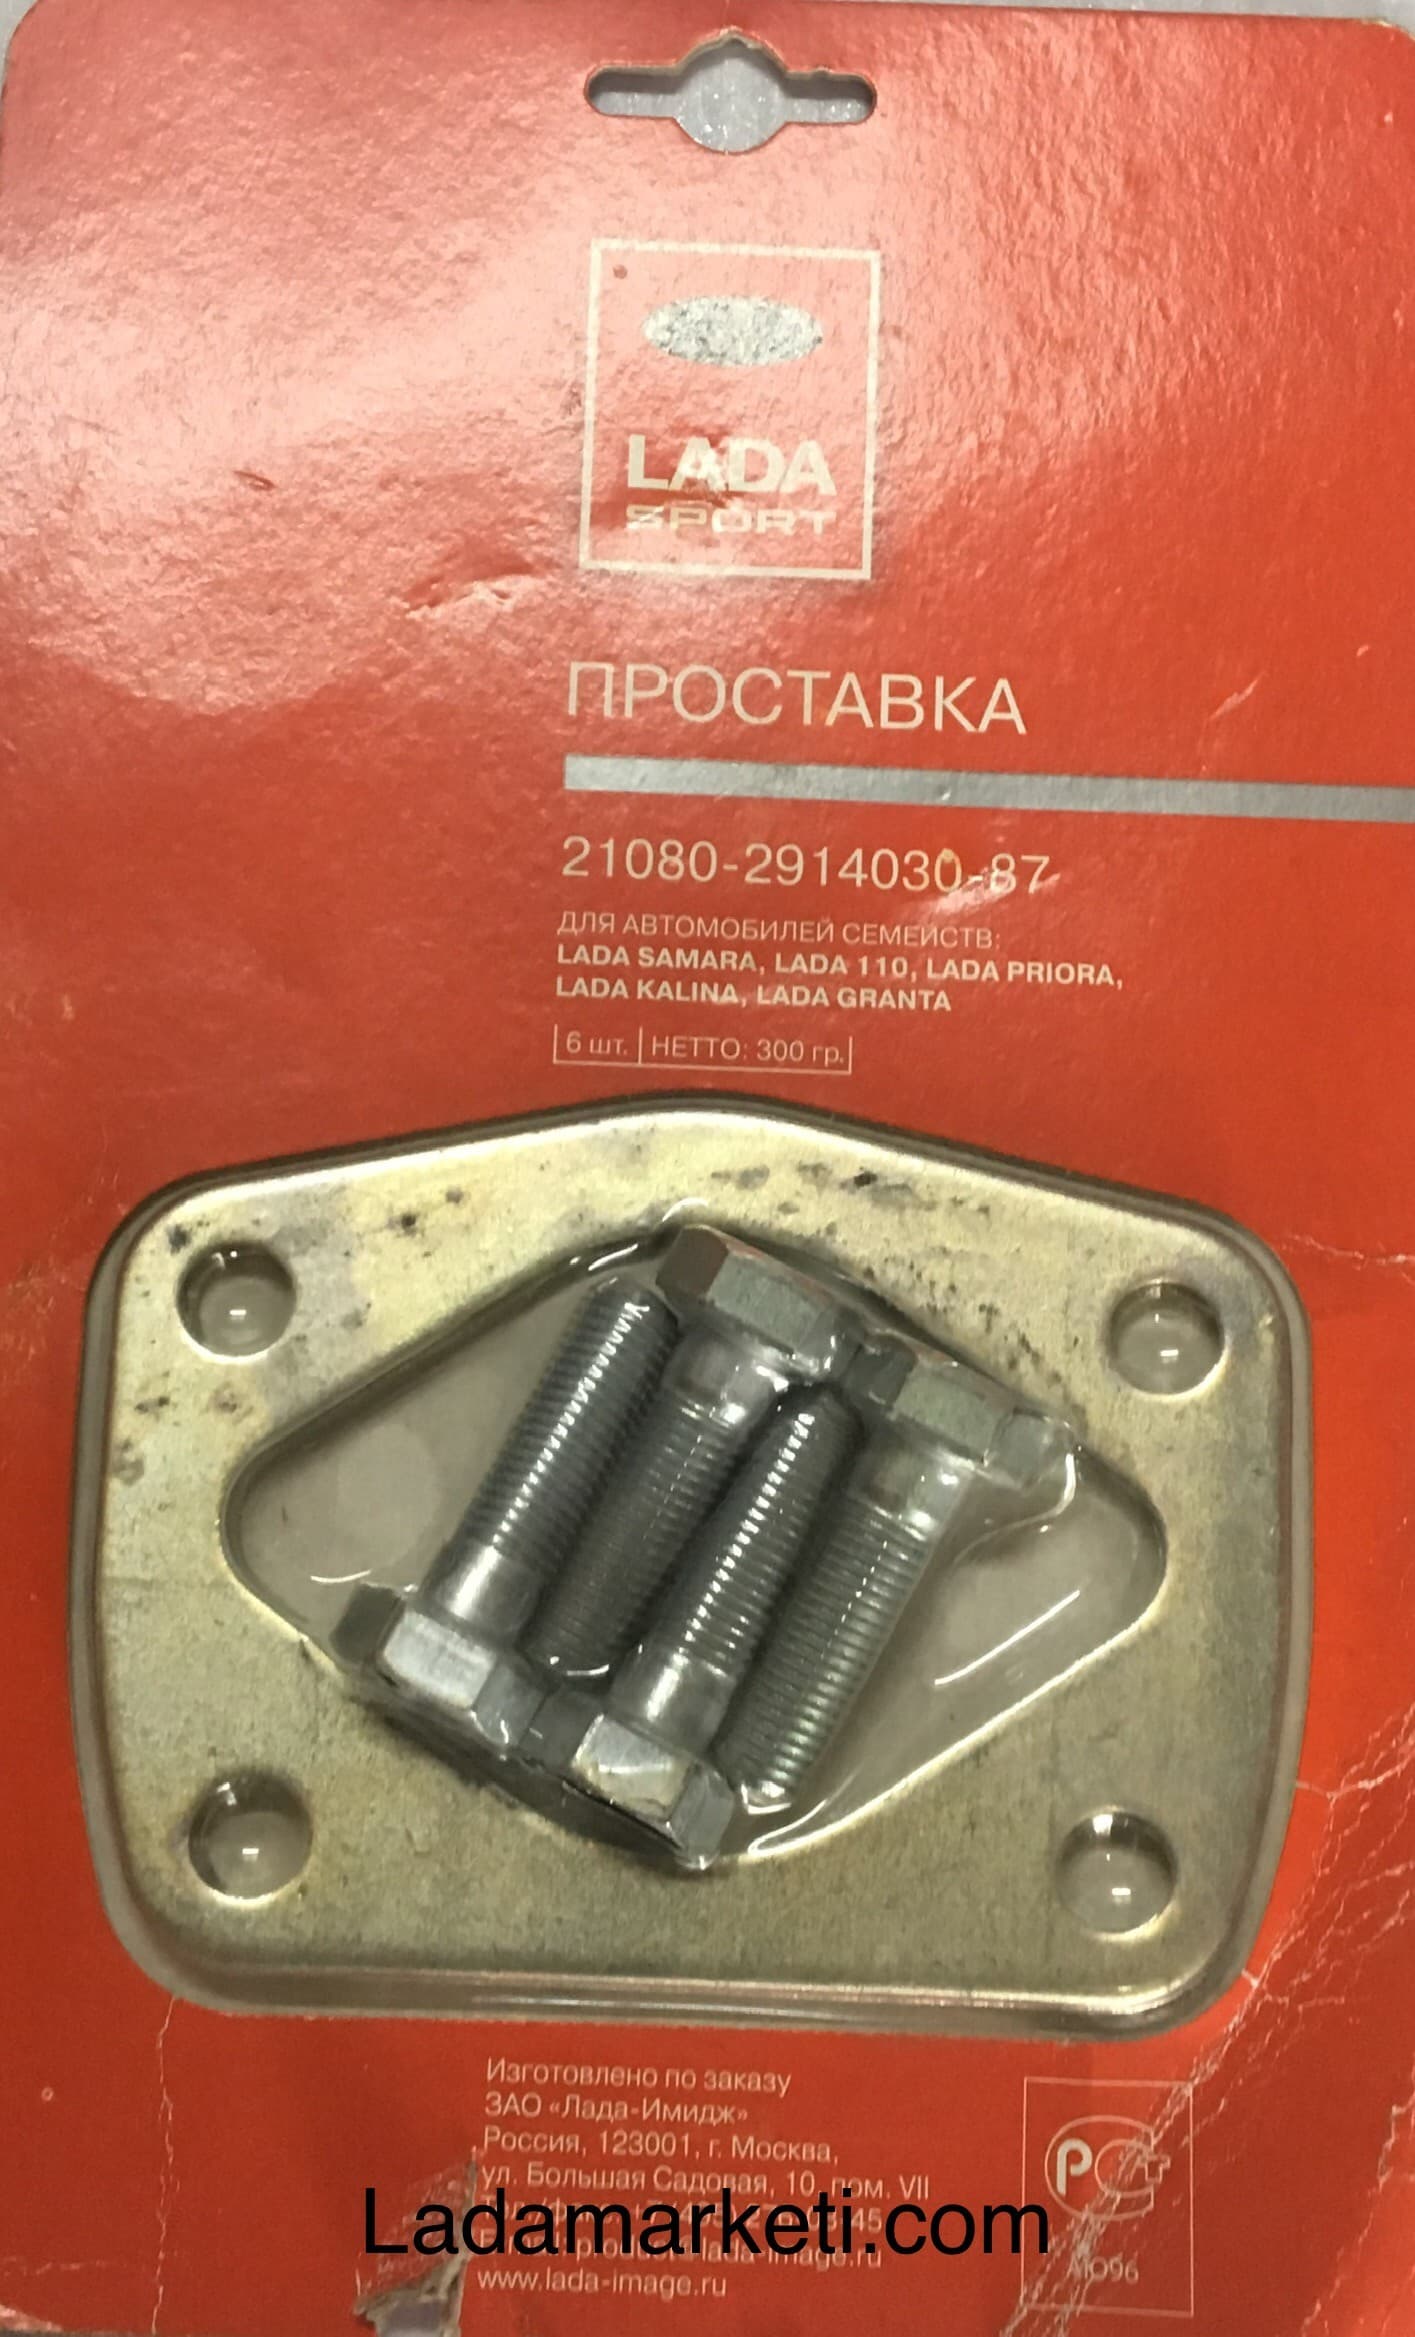 LADA
SPORT
ПРОСТАВКА
21080-2914030-87
ДЛЯ АВТОМОБИЛЕЙ СЕМЕЙСТВ:
LADA SAMARA, LADA 110, LADA PRIORA,
LADA KALINA, LADA GRANTA
6 шт. НЕТТО: 300 гр.
Изготовлено по заказу
ЗАО «Лада-Имидж»
Россия, 123001, г. Москва,
ул. Большая Садовая, 10, пом. VII
Ladamarketi.com
www.lada-image.ru